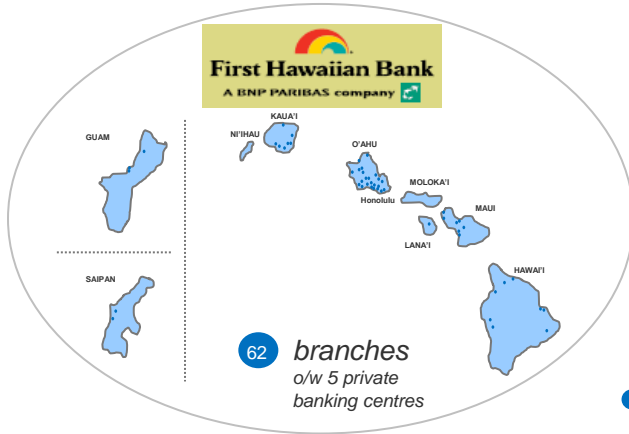 First Hawaiian Bank
A BNP PARIBAS company
GUAM
NI'IHAU
KAUA'I
O'AHU
Honolulu
MOLOKA'I
MAUI
LANA'I
HAWAI'I
SAIPAN
62 branches
o/w 5 private
banking centres